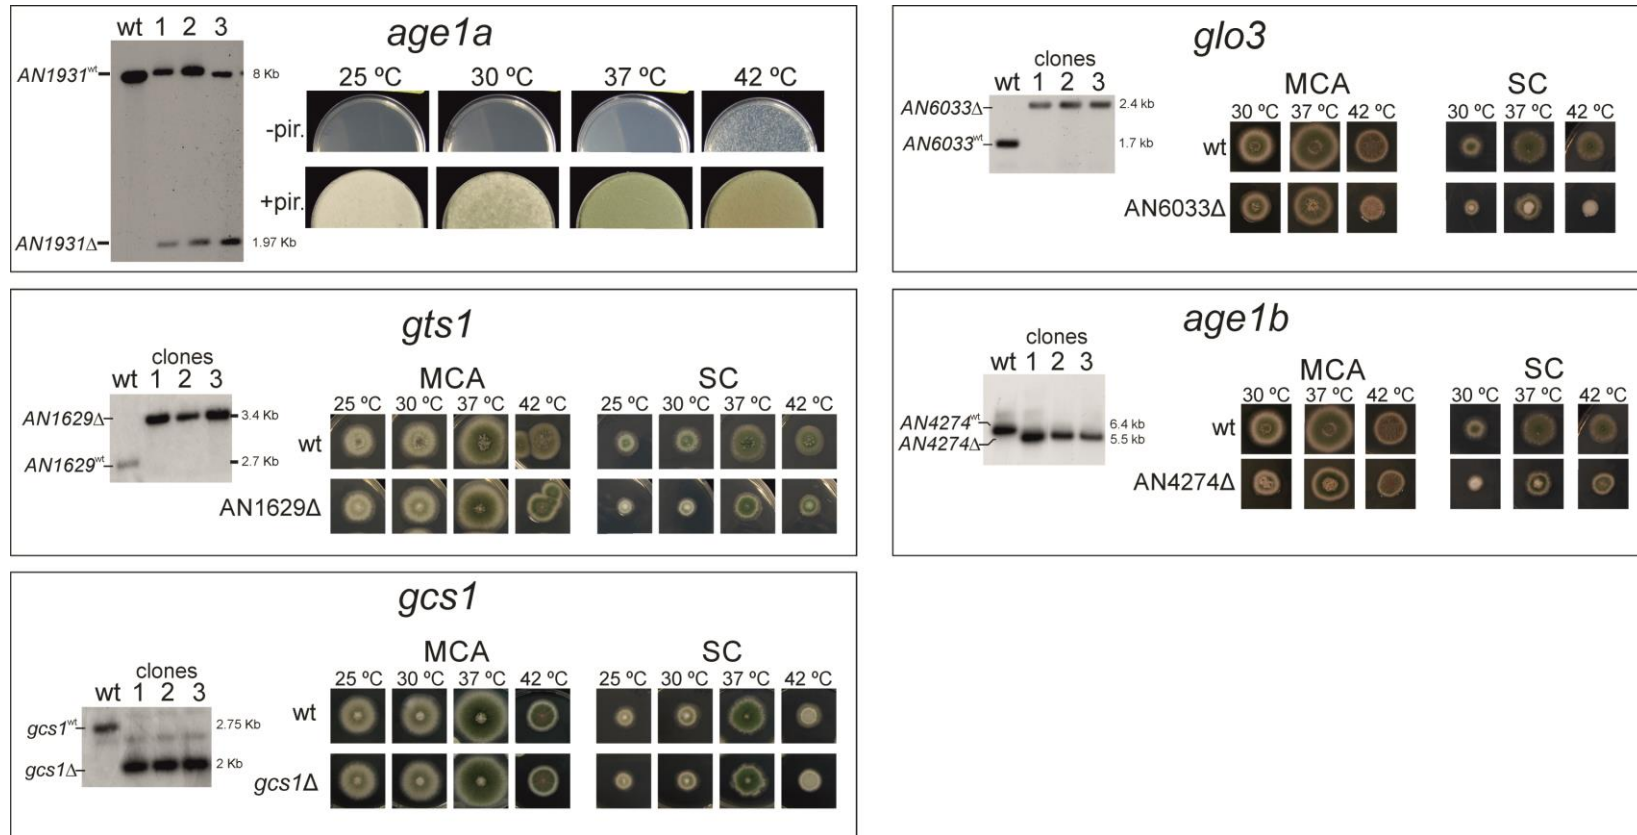 age1a
wt 1 2 3
AN1931wt
8 Kb
AN1931Δ
1.97 Kb
25 ºC 30 ºC 37 ºC 42 ºC
-pir.
+pir.
glo3
clones
wt 1 2 3
AN6033Δ
2.4 kb
AN6033wt
1.7 kb
MCA SC
30 ºC 37 ºC 42 ºC 30 ºC 37 ºC 42 ºC
wt
AN6033Δ
gts1
clones
wt 1 2 3
AN1629Δ
3.4 Kb
AN1629wt
2.7 Kb
MCA SC
25 ºC 30 ºC 37 ºC 42 ºC 25 ºC 30 ºC 37 ºC 42 ºC
wt
AN1629Δ
age1b
clones
wt 1 2 3
AN4274wt
6.4 kb
AN4274Δ
5.5 kb
MCA SC
30 ºC 37 ºC 42 ºC 30 ºC 37 ºC 42 ºC
wt
AN4274Δ
gcs1
clones
wt 1 2 3
gcs1wt
2.75 Kb
gcs1Δ
2 Kb
MCA SC
25 ºC 30 ºC 37 ºC 42 ºC 25 ºC 30 ºC 37 ºC 42 ºC
wt
gcs1Δ